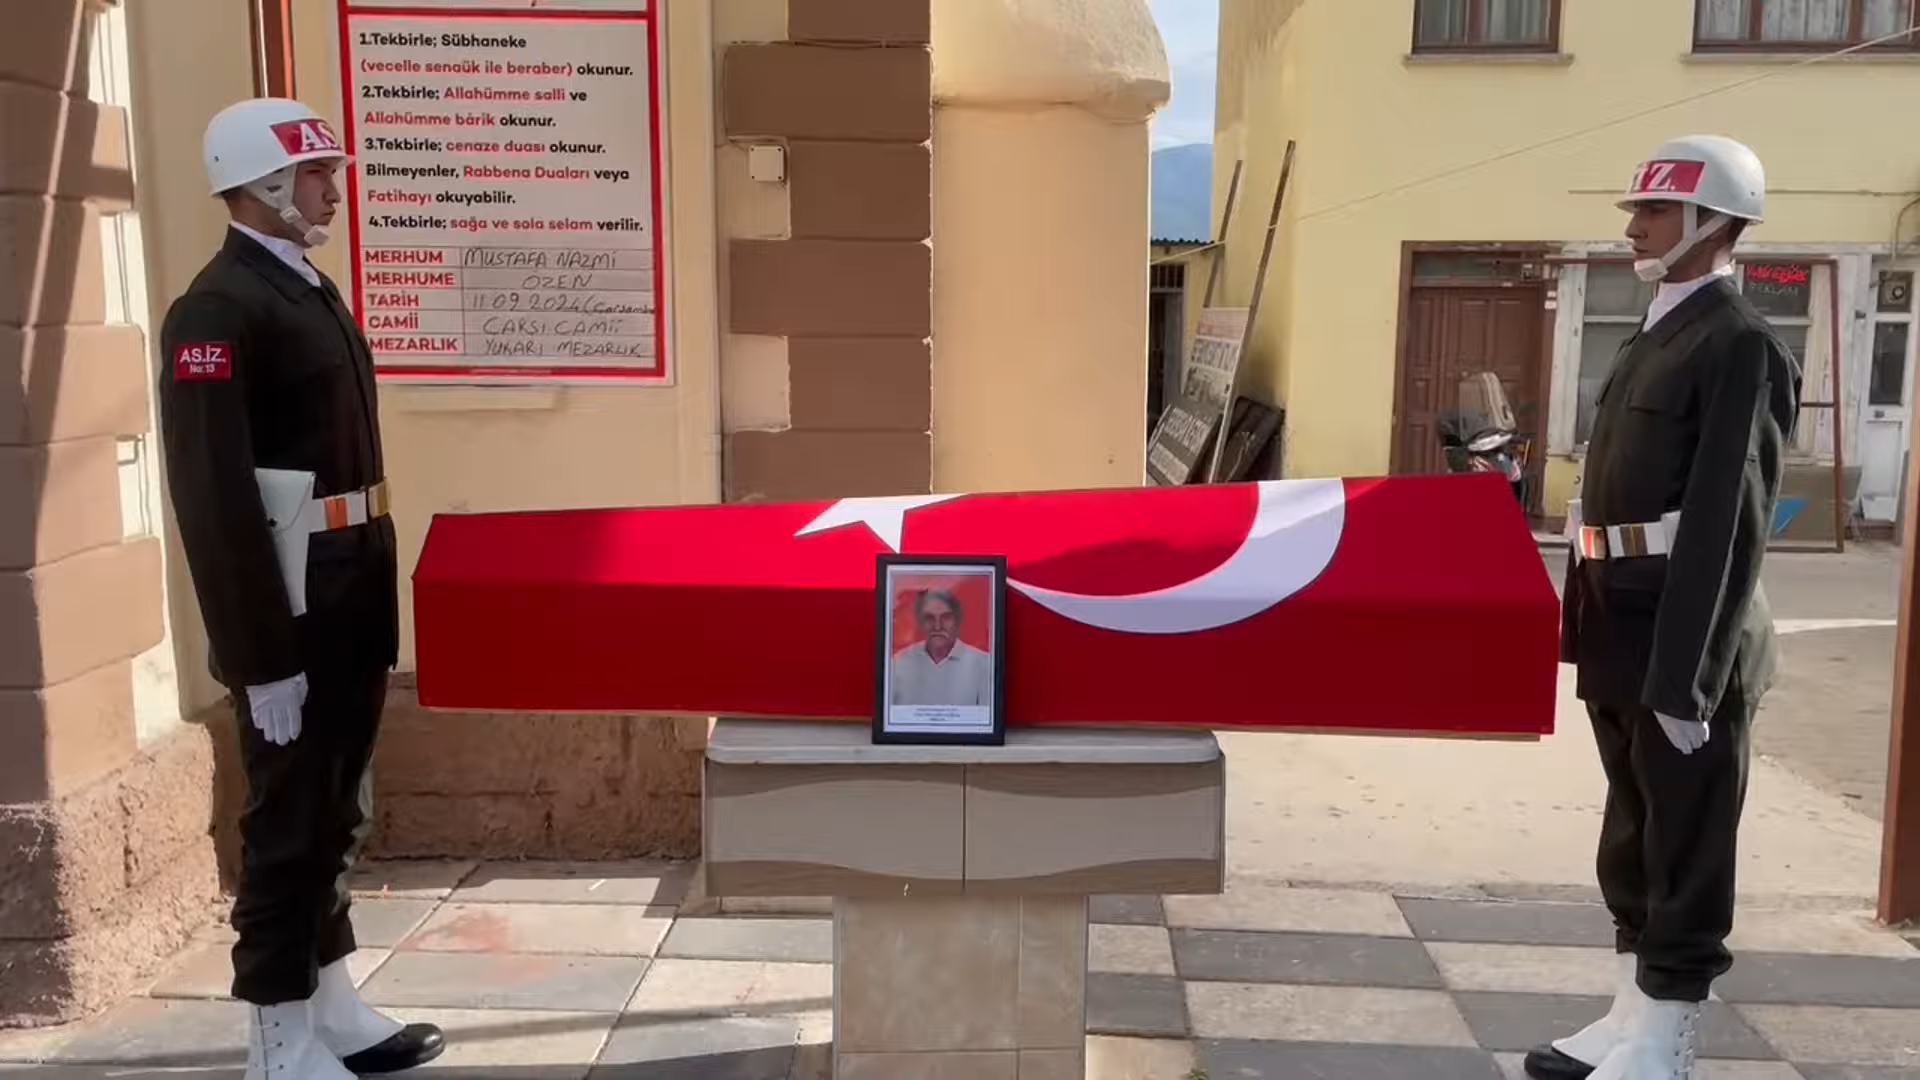 1.Tekbirle; Sübhaneke
(vecelle senaük ile beraber) okunur.
2.Tekbirle; Allahümme salli ve
Allahümme bârik okunur.
3.Tekbirle; cenaze duası okunur.
Bilmeyenler, Rabbena Duaları veya
Fatihayı okuyabilir.
4.Tekbirle; sağa ve sola selam verilir.
MERHUM MUSTAFA NAZMİ
MERHUME ÖZEN
TARİH 11.09.2024 (Çarşamba
CAMİİ ÇARŞI CAMİİ
MEZARLIK YUKARI MEZARLIK
AS.
AS.İZ.
No: 13
İZ.
REKLAM